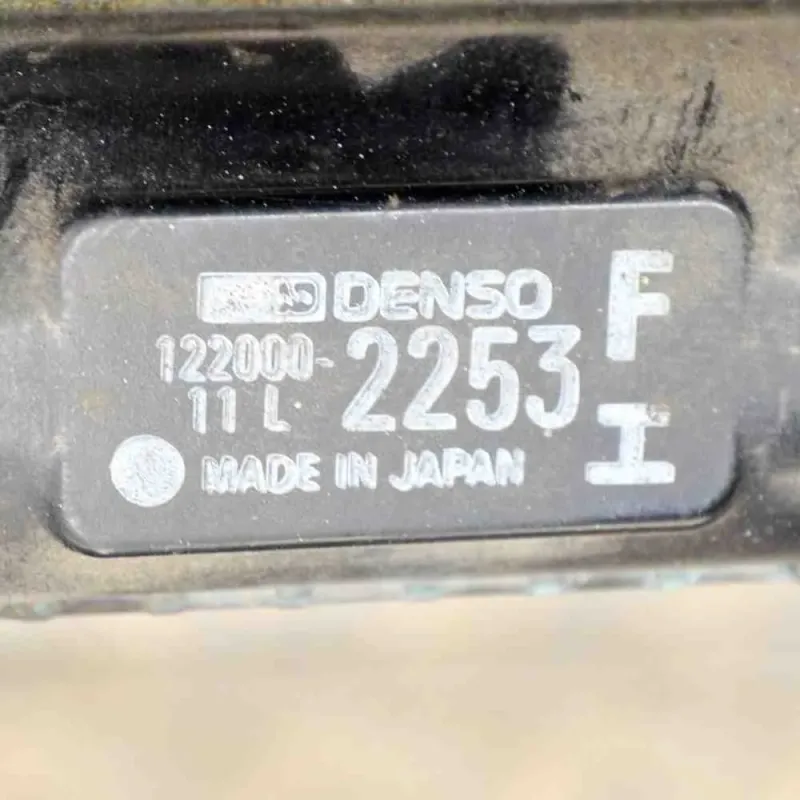 DENSO
122000-2253
11 L
MADE IN JAPAN
F
I